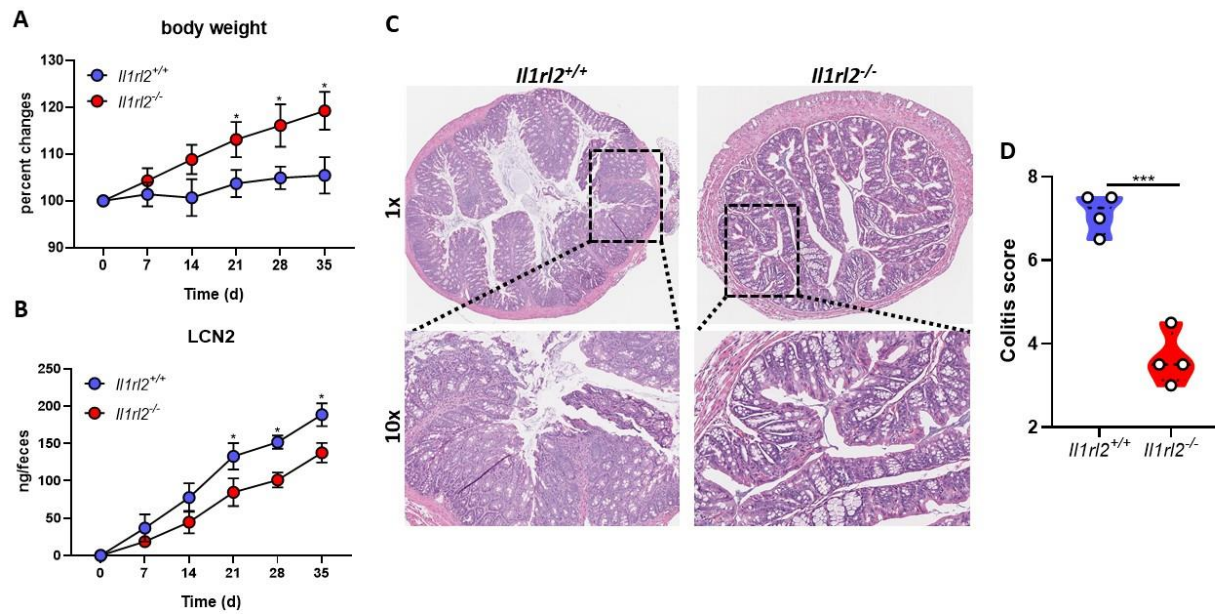 A
body weight
percent changes
130
120
110
100
90
Il1rl2+/+
Il1rl2-/-
*
*
*
0 7 14 21 28 35
Time (d)
B
LCN2
ng/feces
250
200
150
100
50
0
Il1rl2+/+
Il1rl2-/-
*
*
*
0 7 14 21 28 35
Time (d)
C
Il1rl2+/+ Il1rl2-/-
1x
10x
D
Colitis score
8
6
4
2
***
Il1rl2+/+ Il1rl2-/-